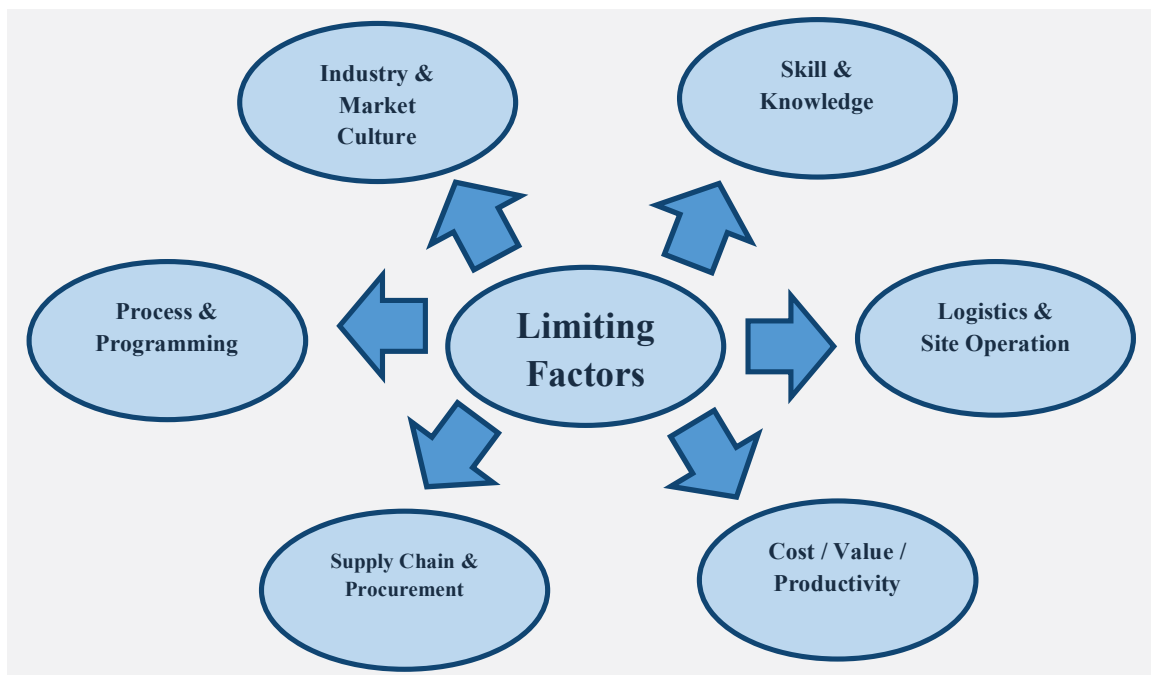 Industry &
Market
Culture
Skill &
Knowledge
Process &
Programming
Limiting
Factors
Logistics &
Site Operation
Supply Chain &
Procurement
Cost / Value /
Productivity